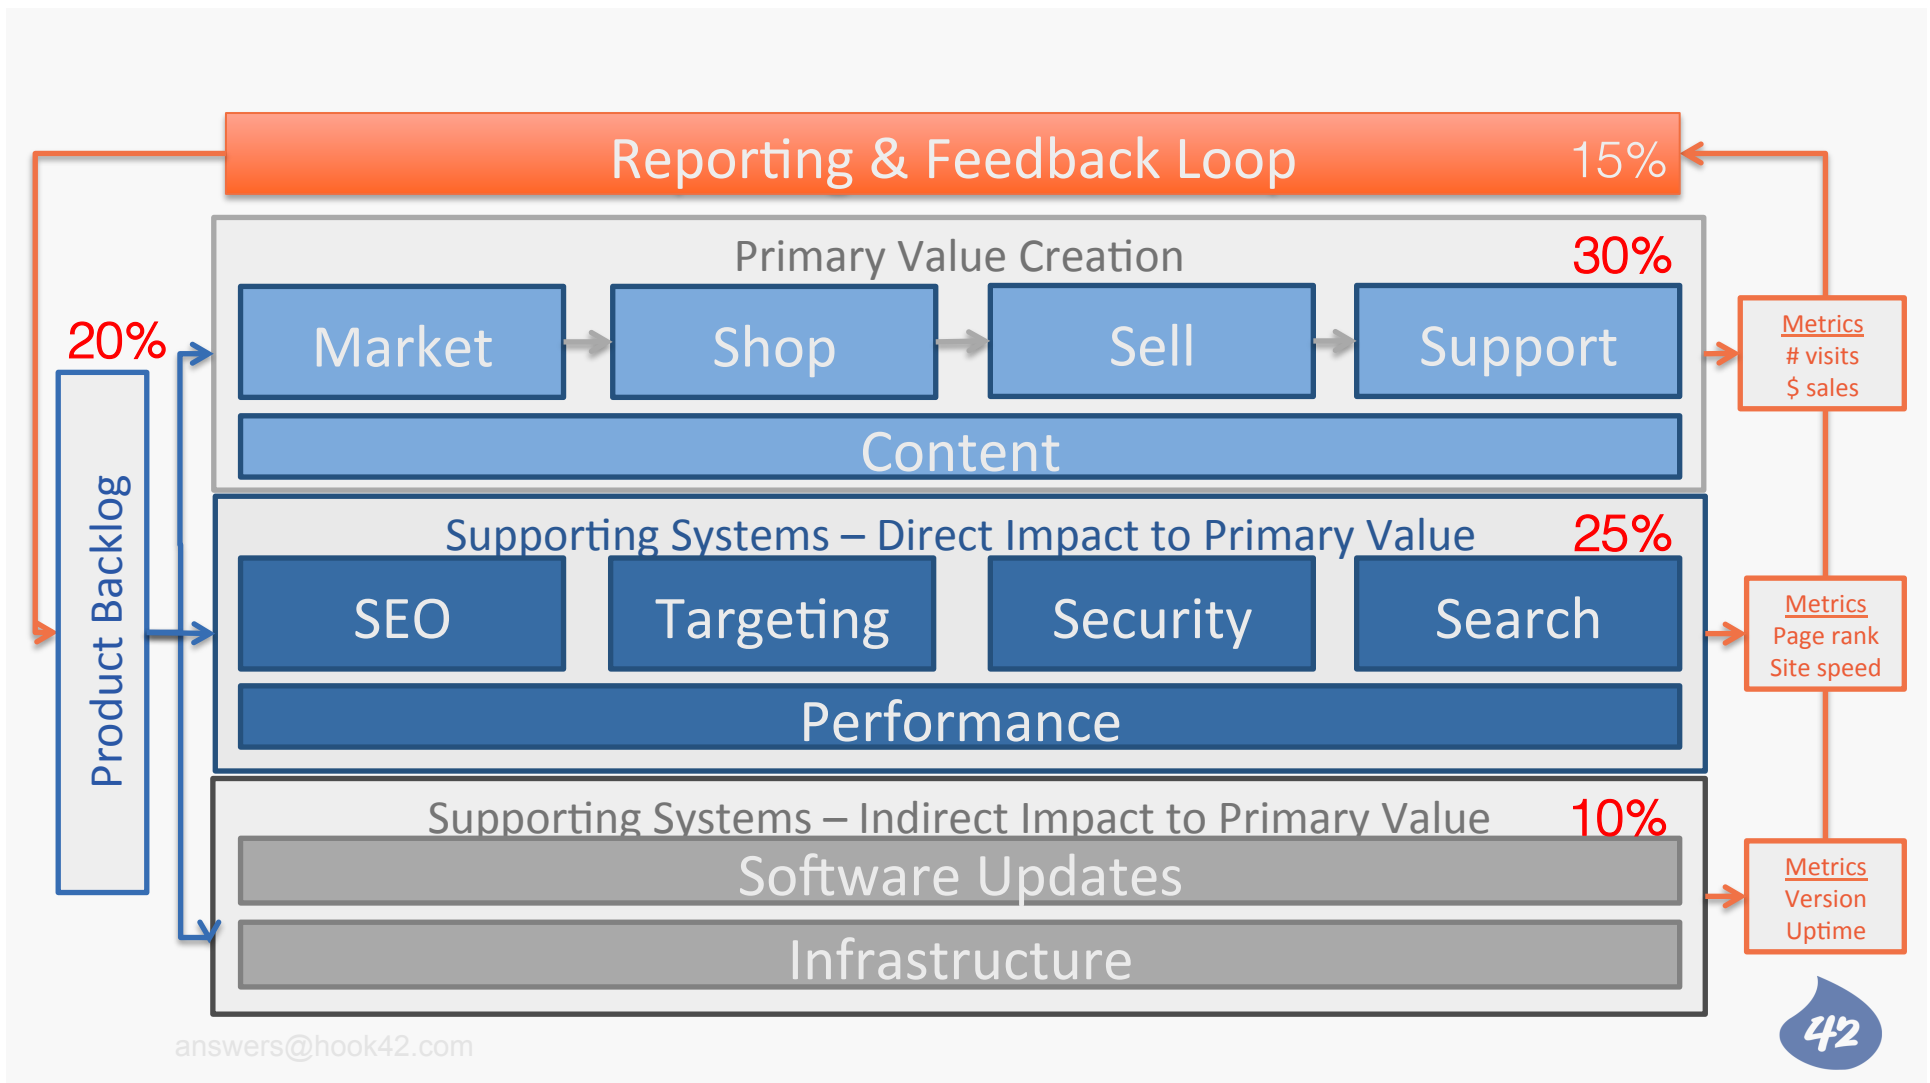 Reporting & Feedback Loop 15%
Primary Value Creation 30%
Market Shop Sell Support
Content
20%
Product Backlog
Supporting Systems – Direct Impact to Primary Value 25%
SEO Targeting Security Search
Performance
Supporting Systems – Indirect Impact to Primary Value 10%
Software Updates
Infrastructure
Metrics
# visits
$ sales
Metrics
Page rank
Site speed
Metrics
Version
Uptime
answers@hook42.com
42